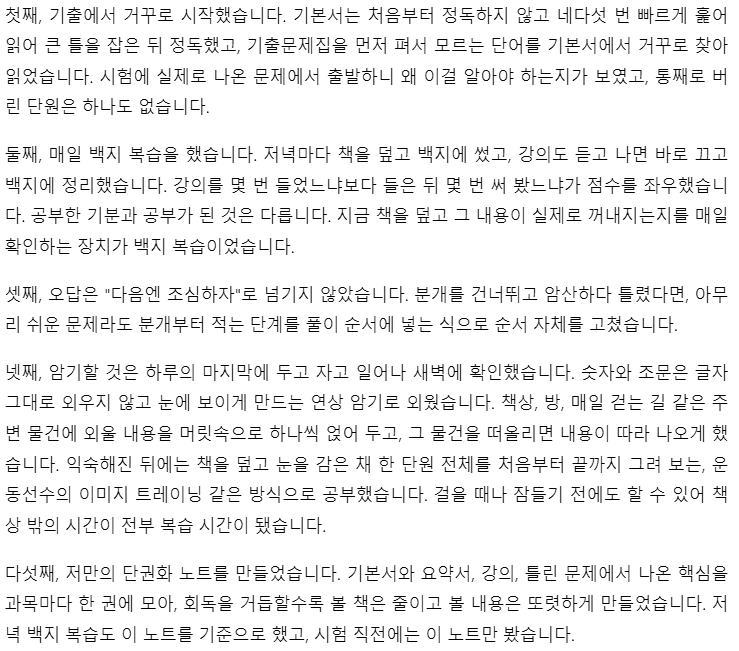 첫째, 기출에서 거꾸로 시작했습니다. 기본서는 처음부터 정독하지 않고 네다섯 번 빠르게 훑어
읽어 큰 틀을 잡은 뒤 정독했고, 기출문제집을 먼저 펴서 모르는 단어를 기본서에서 거꾸로 찾아
읽었습니다. 시험에 실제로 나온 문제에서 출발하니 왜 이걸 알아야 하는지가 보였고, 통째로 버
린 단원은 하나도 없습니다.
둘째, 매일 백지 복습을 했습니다. 저녁마다 책을 덮고 백지에 썼고, 강의도 듣고 나면 바로 끄고
백지에 정리했습니다. 강의를 몇 번 들었느냐보다 들은 뒤 몇 번 써 봤느냐가 점수를 좌우했습니
다. 공부한 기분과 공부가 된 것은 다릅니다. 지금 책을 덮고 그 내용이 실제로 꺼내지는지를 매일
확인하는 장치가 백지 복습이었습니다.
셋째, 오답은 "다음엔 조심하자"로 넘기지 않았습니다. 분개를 건너뛰고 암산하다 틀렸다면, 아무
리 쉬운 문제라도 분개부터 적는 단계를 풀이 순서에 넣는 식으로 순서 자체를 고쳤습니다.
넷째, 암기할 것은 하루의 마지막에 두고 자고 일어나 새벽에 확인했습니다. 숫자와 조문은 글자
그대로 외우지 않고 눈에 보이게 만드는 연상 암기로 외웠습니다. 책상, 방, 매일 걷는 길 같은 주
변 물건에 외울 내용을 머릿속으로 하나씩 얹어 두고, 그 물건을 떠올리면 내용이 따라 나오게 했
습니다. 익숙해진 뒤에는 책을 덮고 눈을 감은 채 한 단원 전체를 처음부터 끝까지 그려 보는, 운
동선수의 이미지 트레이닝 같은 방식으로 공부했습니다. 걸을 때나 잠들기 전에도 할 수 있어 책
상 밖의 시간이 전부 복습 시간이 됐습니다.
다섯째, 저만의 단권화 노트를 만들었습니다. 기본서와 요약서, 강의, 틀린 문제에서 나온 핵심을
과목마다 한 권에 모아, 회독을 거듭할수록 볼 책은 줄이고 볼 내용은 또렷하게 만들었습니다. 저
녁 백지 복습도 이 노트를 기준으로 했고, 시험 직전에는 이 노트만 봤습니다.